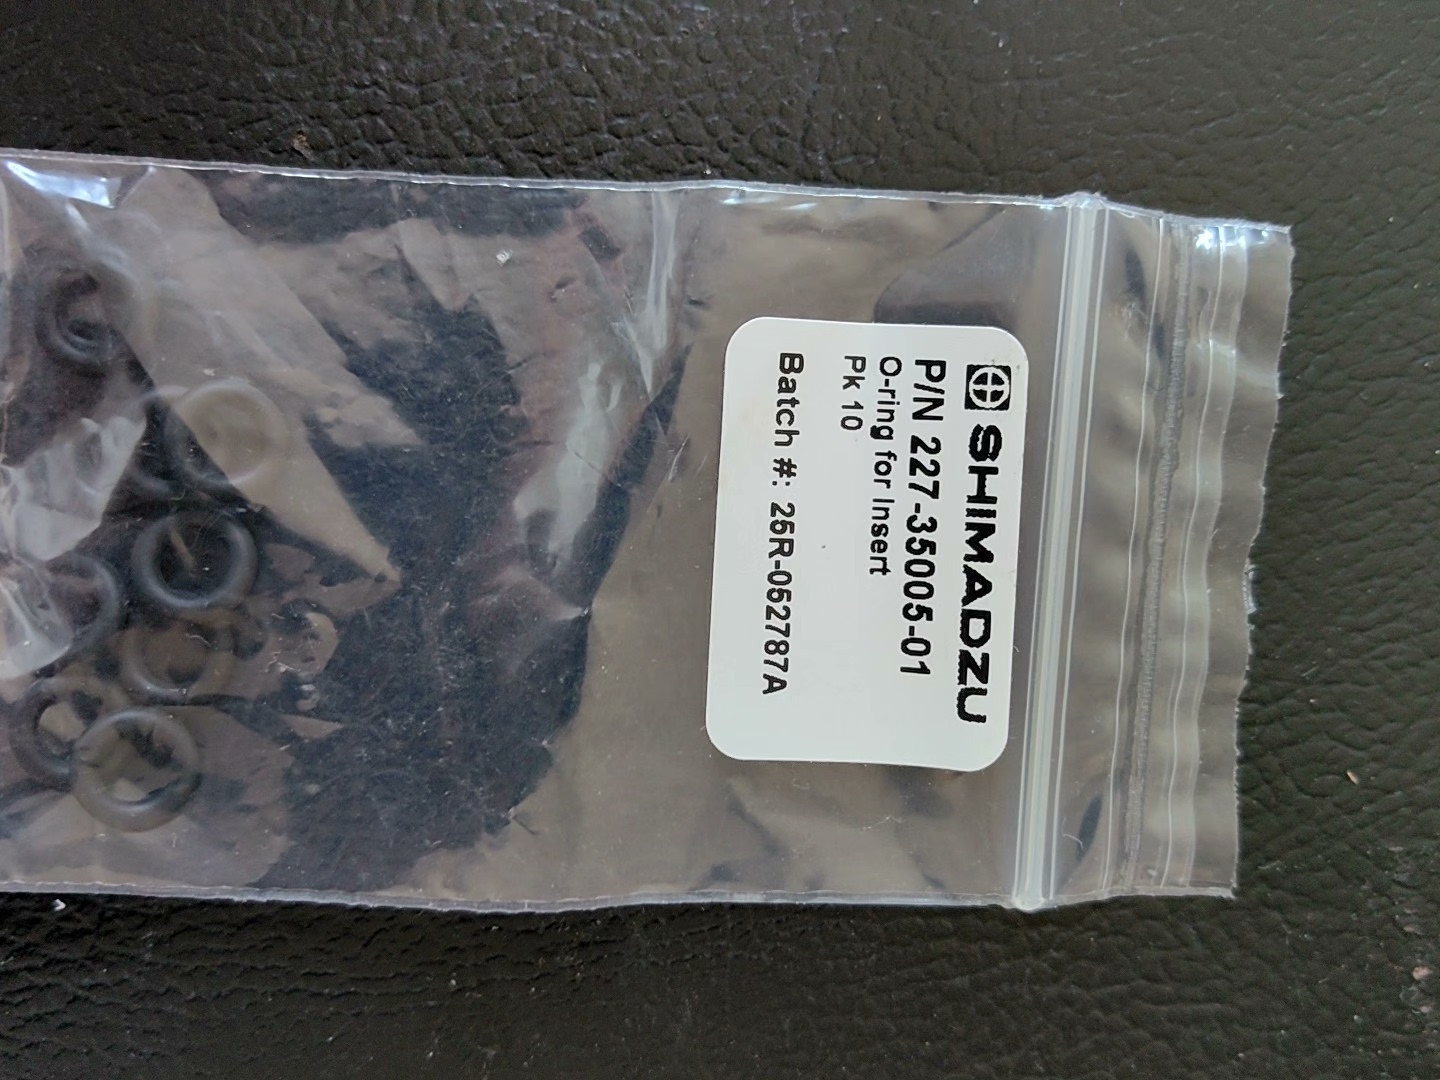 SHIMADZU
P/N 227-35005-01
O-ring for Insert
Pk 10
Batch #: 25R-052787A